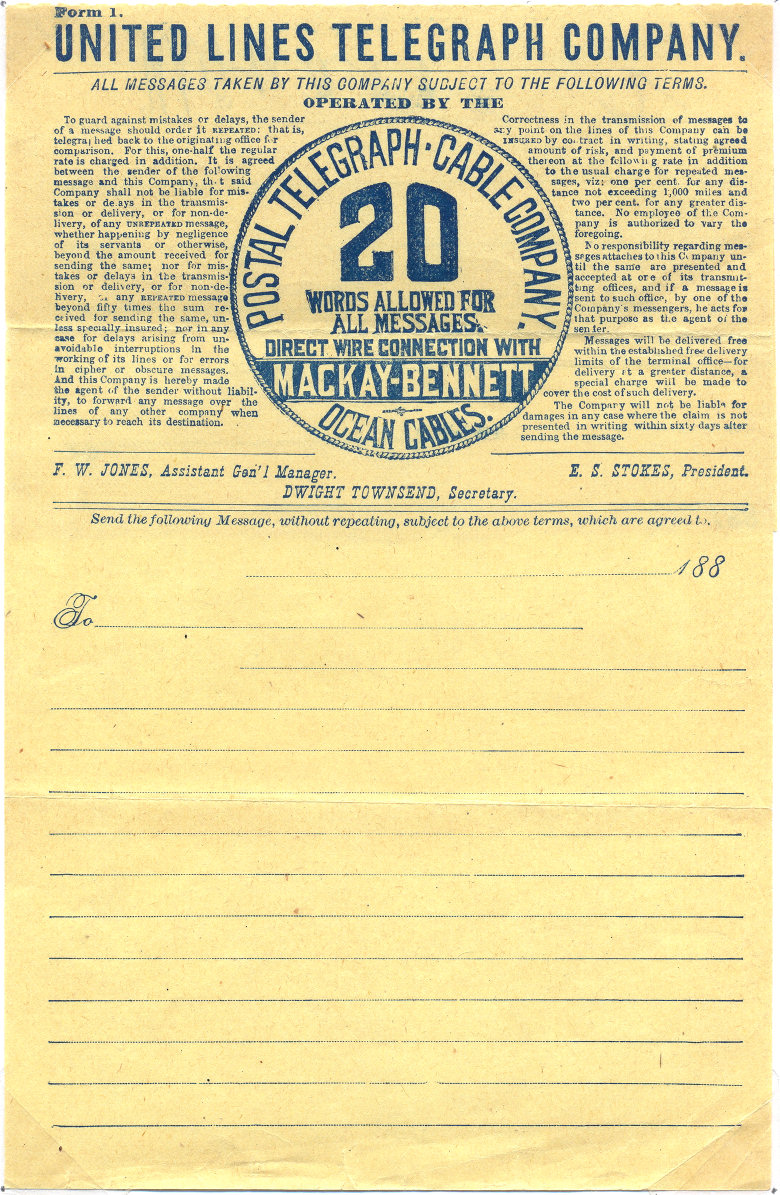 Form 1.
UNITED LINES TELEGRAPH COMPANY.
ALL MESSAGES TAKEN BY THIS COMPANY SUBJECT TO THE FOLLOWING TERMS.
OPERATED BY THE
To guard against mistakes or delays, the sender
of a message should order it REPEATED: that is,
telegraphed back to the originating office for
comparison. For this, one-half the regular
rate is charged in addition. It is agreed
between the sender of the following
message and this Company, that said
Company shall not be liable for mis-
takes or delays in the transmis-
sion or delivery, or for non-de-
livery, of any UNREPEATED message,
whether happening by negligence
of its servants or otherwise,
beyond the amount received for
sending the same; nor for mis-
takes or delays in the transmis-
sion or delivery, or for non-de-
livery, of any REPEATED message
beyond fifty times the sum re-
ceived for sending the same, un-
less specially insured; nor in any
case for delays arising from un-
avoidable interruptions in the
working of its lines or for errors
in cipher or obscure messages.
And this Company is hereby made
the agent of the sender without liabil-
ity, to forward any message over the
lines of any other company when
necessary to reach its destination.
POSTAL TELEGRAPH · CABLE COMPANY.
20
WORDS ALLOWED FOR
ALL MESSAGES.
DIRECT WIRE CONNECTION WITH
MACKAY-BENNETT
OCEAN CABLES.
Correctness in the transmission of messages to
any point on the lines of this Company can be
INSURED by contract in writing, stating agreed
amount of risk, and payment of premium
thereon at the following rate in addition
to the usual charge for repeated mes-
sages, viz: one per cent. for any dis-
tance not exceeding 1,000 miles and
two per cent. for any greater dis-
tance. No employee of the Com-
pany is authorized to vary the
foregoing.
No responsibility regarding mes-
sages attaches to this Company un-
til the same are presented and
accepted at one of its transmit-
ting offices, and if a message is
sent to such office, by one of the
Company's messengers, he acts for
that purpose as the agent of the
sender.
Messages will be delivered free
within the established free delivery
limits of the terminal office—for
delivery at a greater distance, a
special charge will be made to
cover the cost of such delivery.
The Company will not be liable for
damages in any case where the claim is not
presented in writing within sixty days after
sending the message.
F. W. JONES, Assistant Gen'l Manager.
E. S. STOKES, President.
DWIGHT TOWNSEND, Secretary.
Send the following Message, without repeating, subject to the above terms, which are agreed to.
188
To